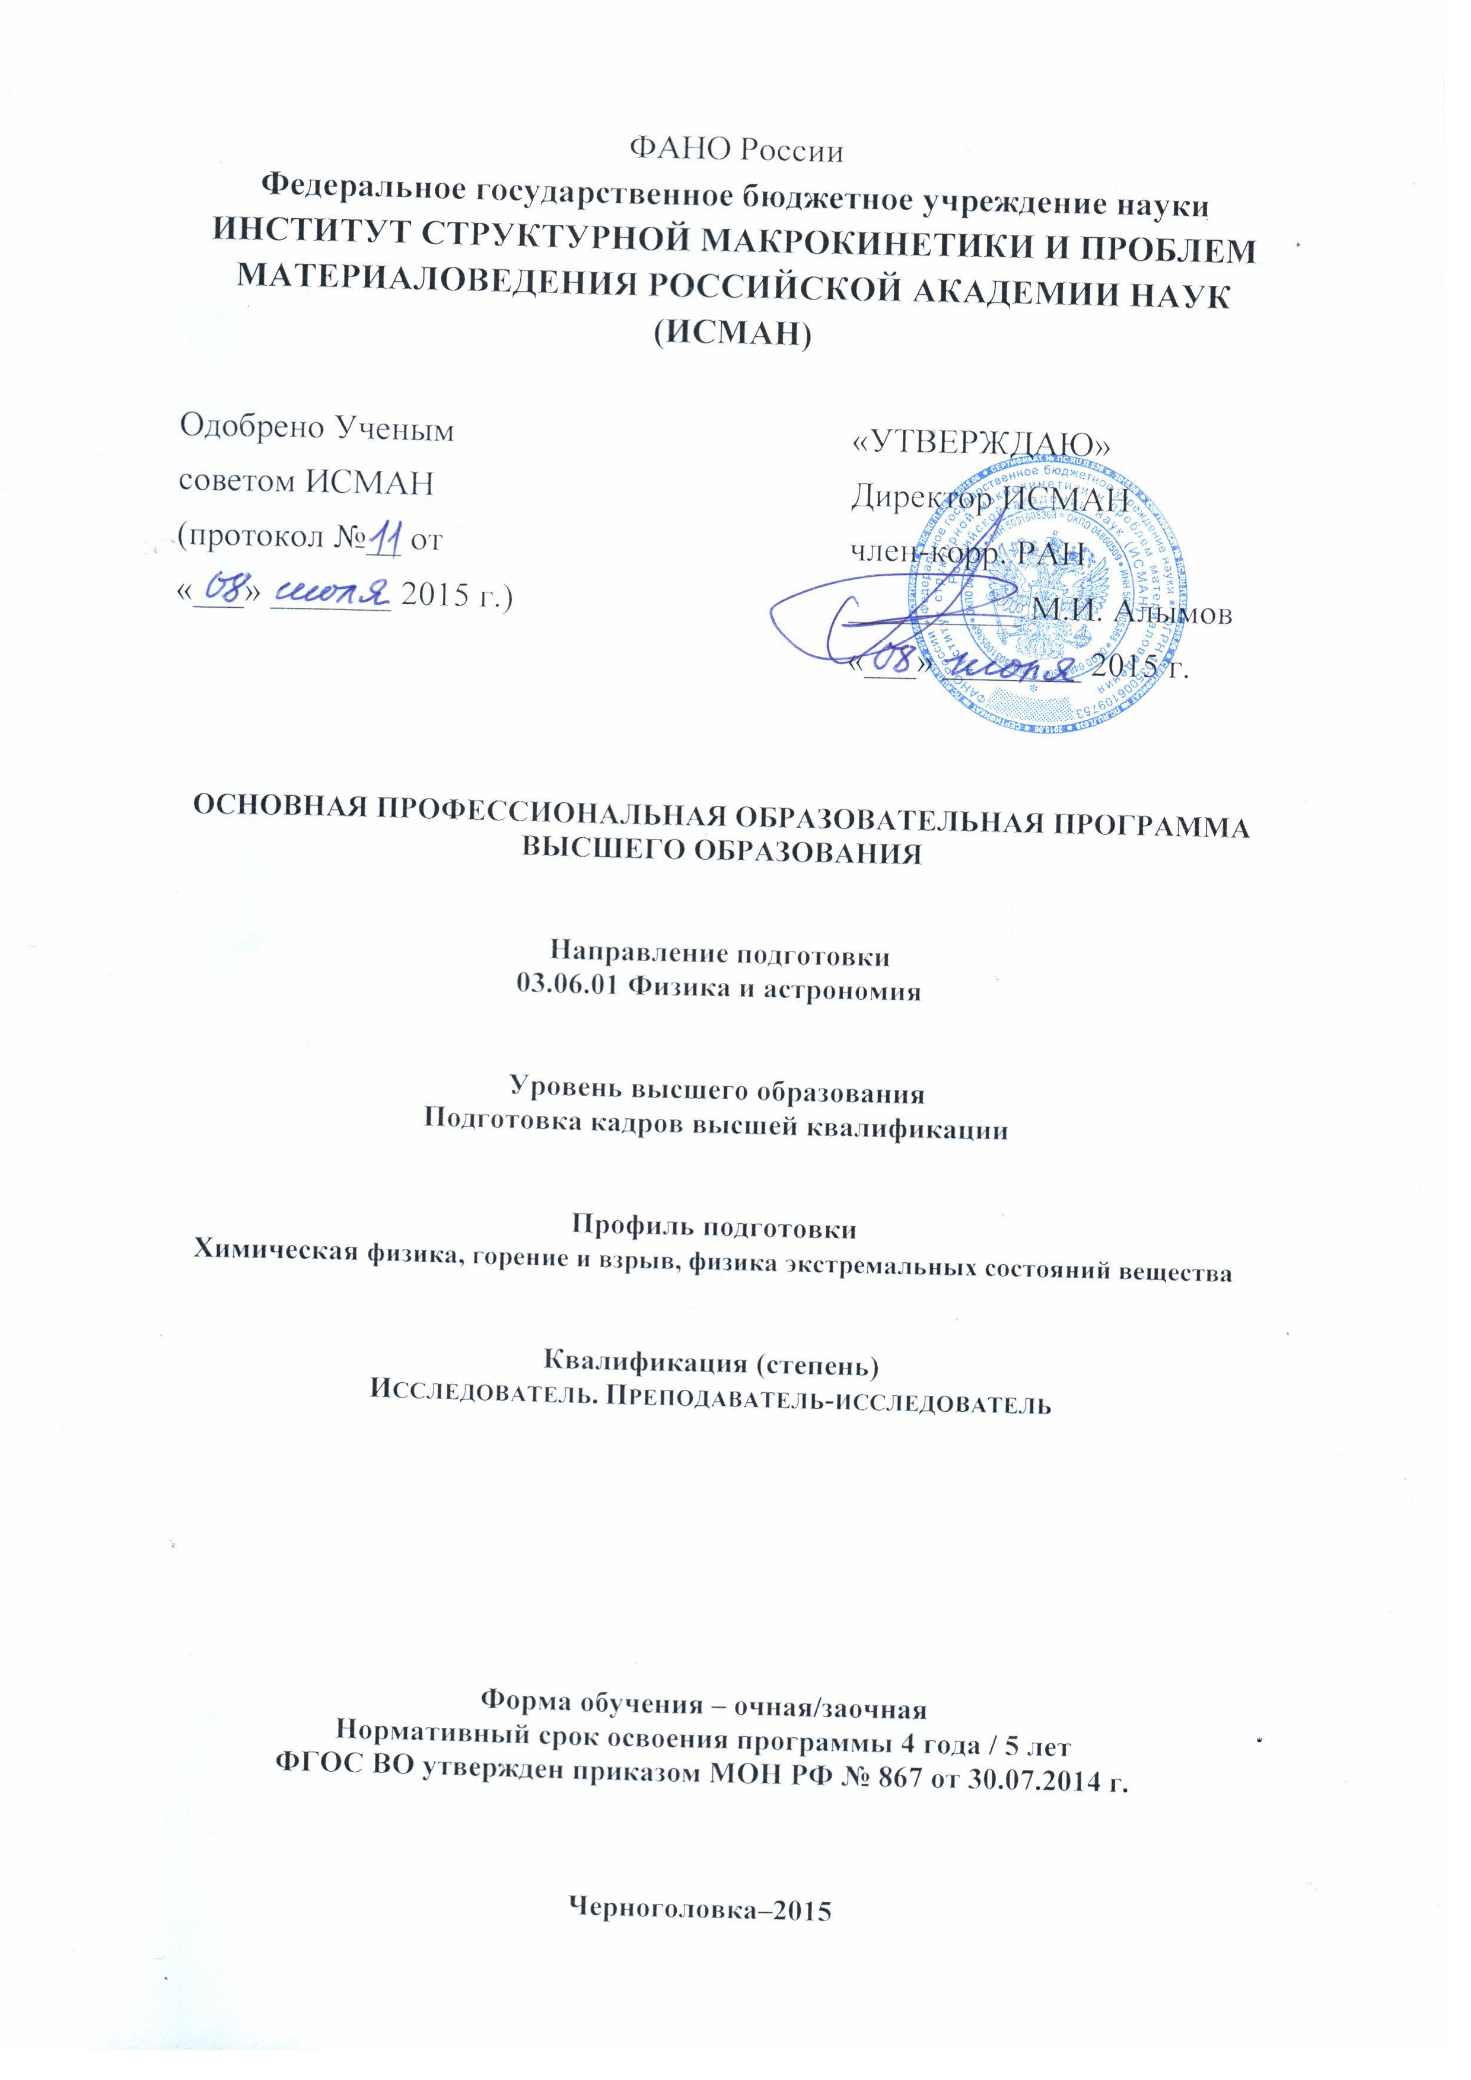 ФАНО России
Федеральное государственное бюджетное учреждение науки
ИНСТИТУТ СТРУКТУРНОЙ МАКРОКИНЕТИКИ И ПРОБЛЕМ
МАТЕРИАЛОВЕДЕНИЯ РОССИЙСКОЙ АКАДЕМИИ НАУК
(ИСМАН)
Одобрено Ученым
советом ИСМАН
(протокол № 11 от
«08» июля 2015 г.)
«УТВЕРЖДАЮ»
Директор ИСМАН
член-корр. РАН
М.И. Алымов
«08» июля 2015 г.
ОСНОВНАЯ ПРОФЕССИОНАЛЬНАЯ ОБРАЗОВАТЕЛЬНАЯ ПРОГРАММА
ВЫСШЕГО ОБРАЗОВАНИЯ
Направление подготовки
03.06.01 Физика и астрономия
Уровень высшего образования
Подготовка кадров высшей квалификации
Профиль подготовки
Химическая физика, горение и взрыв, физика экстремальных состояний вещества
Квалификация (степень)
ИССЛЕДОВАТЕЛЬ. ПРЕПОДАВАТЕЛЬ-ИССЛЕДОВАТЕЛЬ
Форма обучения – очная/заочная
Нормативный срок освоения программы 4 года / 5 лет
ФГОС ВО утвержден приказом МОН РФ № 867 от 30.07.2014 г.
Черноголовка–2015